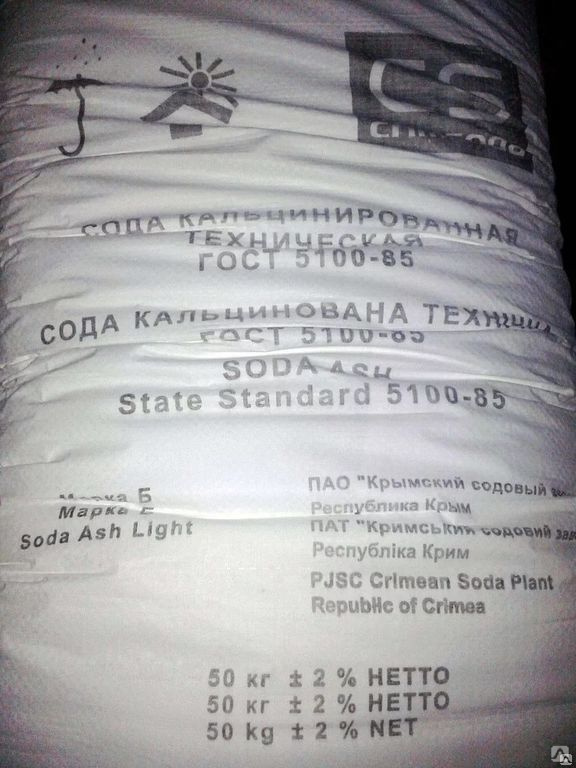 CS
СОДА КАЛЬЦИНИРОВАННАЯ
ТЕХНИЧЕСКАЯ
ГОСТ 5100-85
СОДА КАЛЬЦИНОВАНА
ГОСТ 5100-85
SODA ASH
State Standard 5100-85
Марка Б
ПАО "Крымский содовый
Марка
Республика Крым
Soda Ash Light
ПАТ "Кримський содовий
Республіка Крим
PJSC Crimean Soda Plant
Republic of Crimea
50 кг ± 2 % НЕТТО
50 кг ± 2 % НЕТТО
50 kg ± 2 % NET